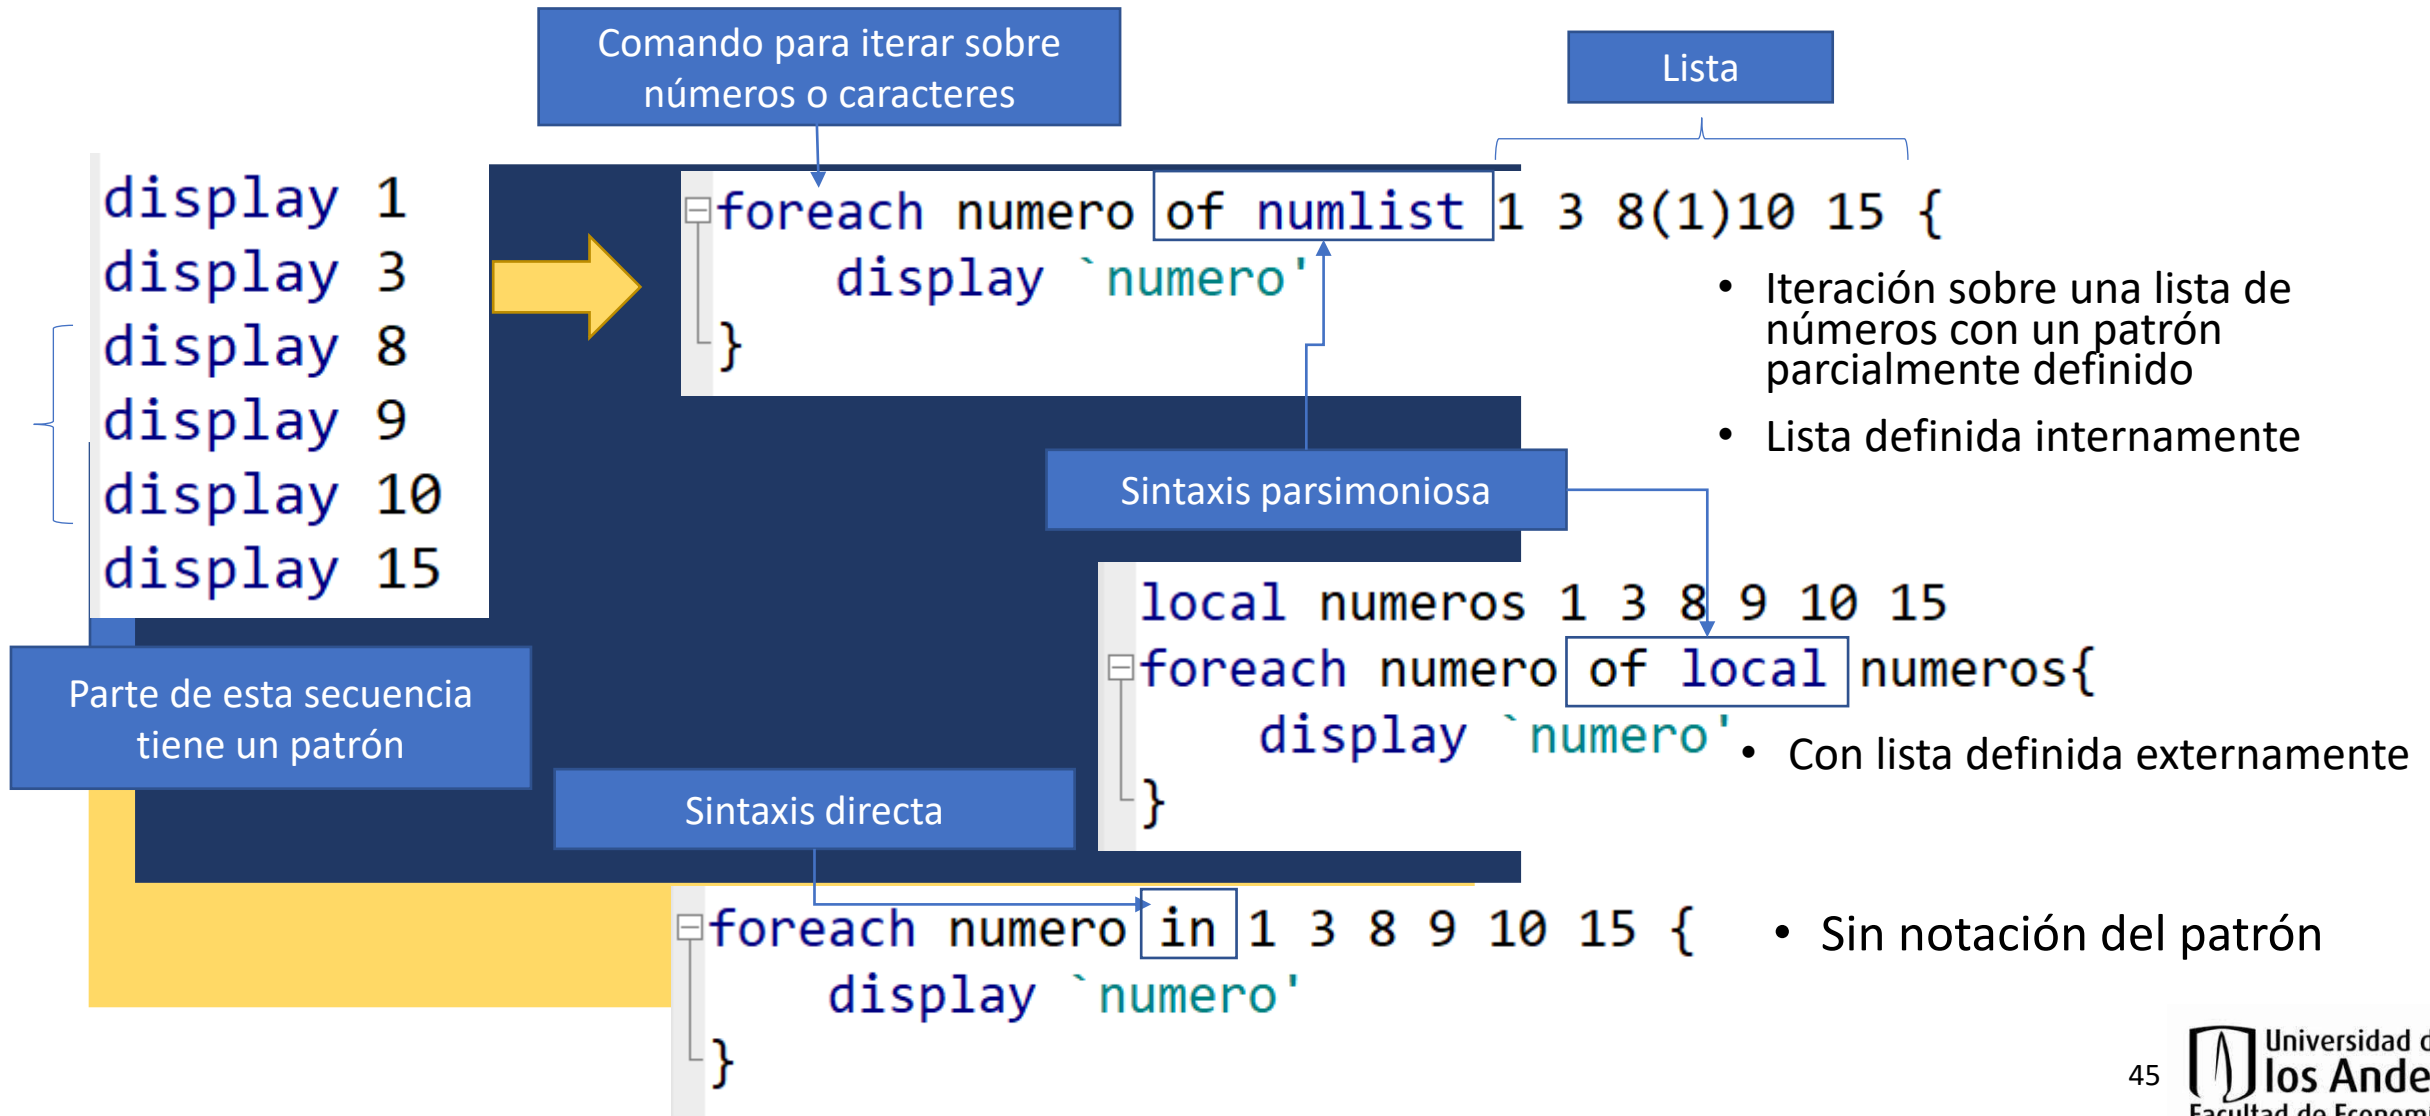 Comando para iterar sobre
números o caracteres
Lista
display 1
display 3
display 8
display 9
display 10
display 15
foreach numero of numlist 1 3 8(1)10 15 {
display `numero'
}
• Iteración sobre una lista de
números con un patrón
parcialmente definido
• Lista definida internamente
Sintaxis parsimoniosa
local numeros 1 3 8 9 10 15
foreach numero of local numeros{
display `numero'
}
• Con lista definida externamente
Parte de esta secuencia
tiene un patrón
Sintaxis directa
foreach numero in 1 3 8 9 10 15 {
display `numero'
}
• Sin notación del patrón
45
Universidad d
los Ande
Facultad de Economí